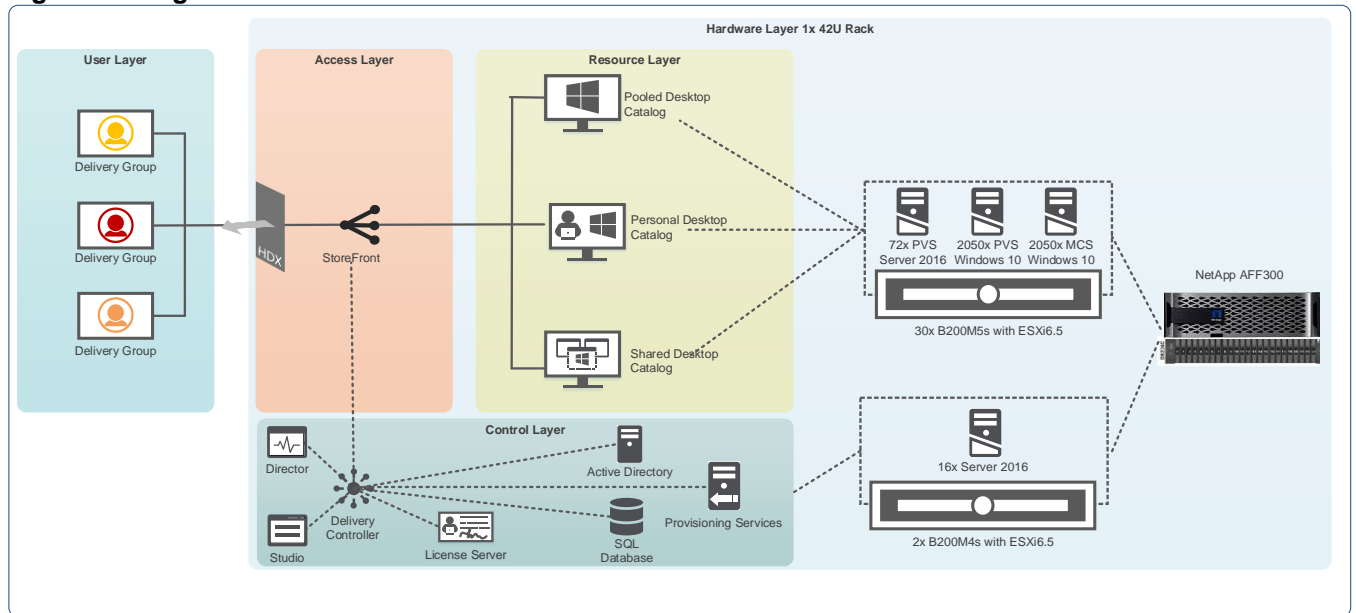 Hardware Layer 1x 42U Rack
User Layer
Access Layer
Resource Layer
Delivery Group
Delivery Group
Delivery Group
HDX
StoreFront
Pooled Desktop
Catalog
Personal Desktop
Catalog
Shared Desktop
Catalog
72x PVS
Server 2016
2050x PVS
Windows 10
2050x MCS
Windows 10
30x B200M5s with ESXi6.5
NetApp AFF300
Control Layer
Director
Studio
Delivery
Controller
License Server
Active Directory
SQL
Database
Provisioning Services
16x Server 2016
2x B200M4s with ESXi6.5